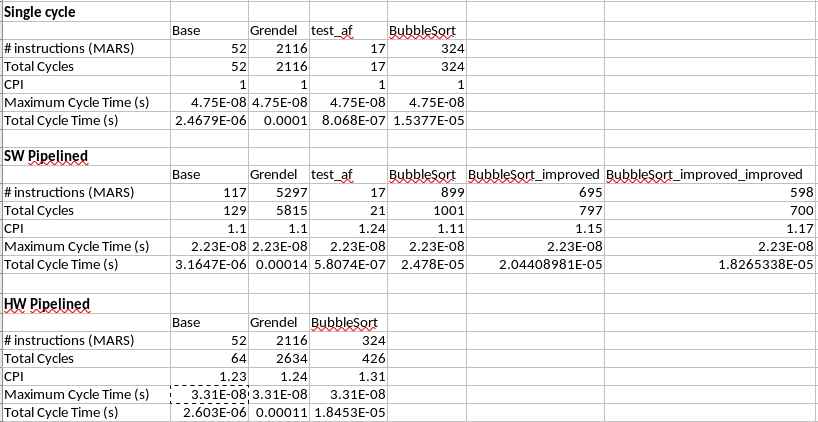 Single cycle
Base Grendel test_af BubbleSort
# instructions (MARS) 52 2116 17 324
Total Cycles 52 2116 17 324
CPI 1 1 1 1
Maximum Cycle Time (s) 4.75E-08 4.75E-08 4.75E-08 4.75E-08
Total Cycle Time (s) 2.4679E-06 0.0001 8.068E-07 1.5377E-05
SW Pipelined
Base Grendel test_af BubbleSort BubbleSort_improved BubbleSort_improved_improved
# instructions (MARS) 117 5297 17 899 695 598
Total Cycles 129 5815 21 1001 797 700
CPI 1.1 1.1 1.24 1.11 1.15 1.17
Maximum Cycle Time (s) 2.23E-08 2.23E-08 2.23E-08 2.23E-08 2.23E-08 2.23E-08
Total Cycle Time (s) 3.1647E-06 0.00014 5.8074E-07 2.478E-05 2.04408981E-05 1.8265338E-05
HW Pipelined
Base Grendel BubbleSort
# instructions (MARS) 52 2116 324
Total Cycles 64 2634 426
CPI 1.23 1.24 1.31
Maximum Cycle Time (s) 3.31E-08 3.31E-08 3.31E-08
Total Cycle Time (s) 2.603E-06 0.00011 1.8453E-05